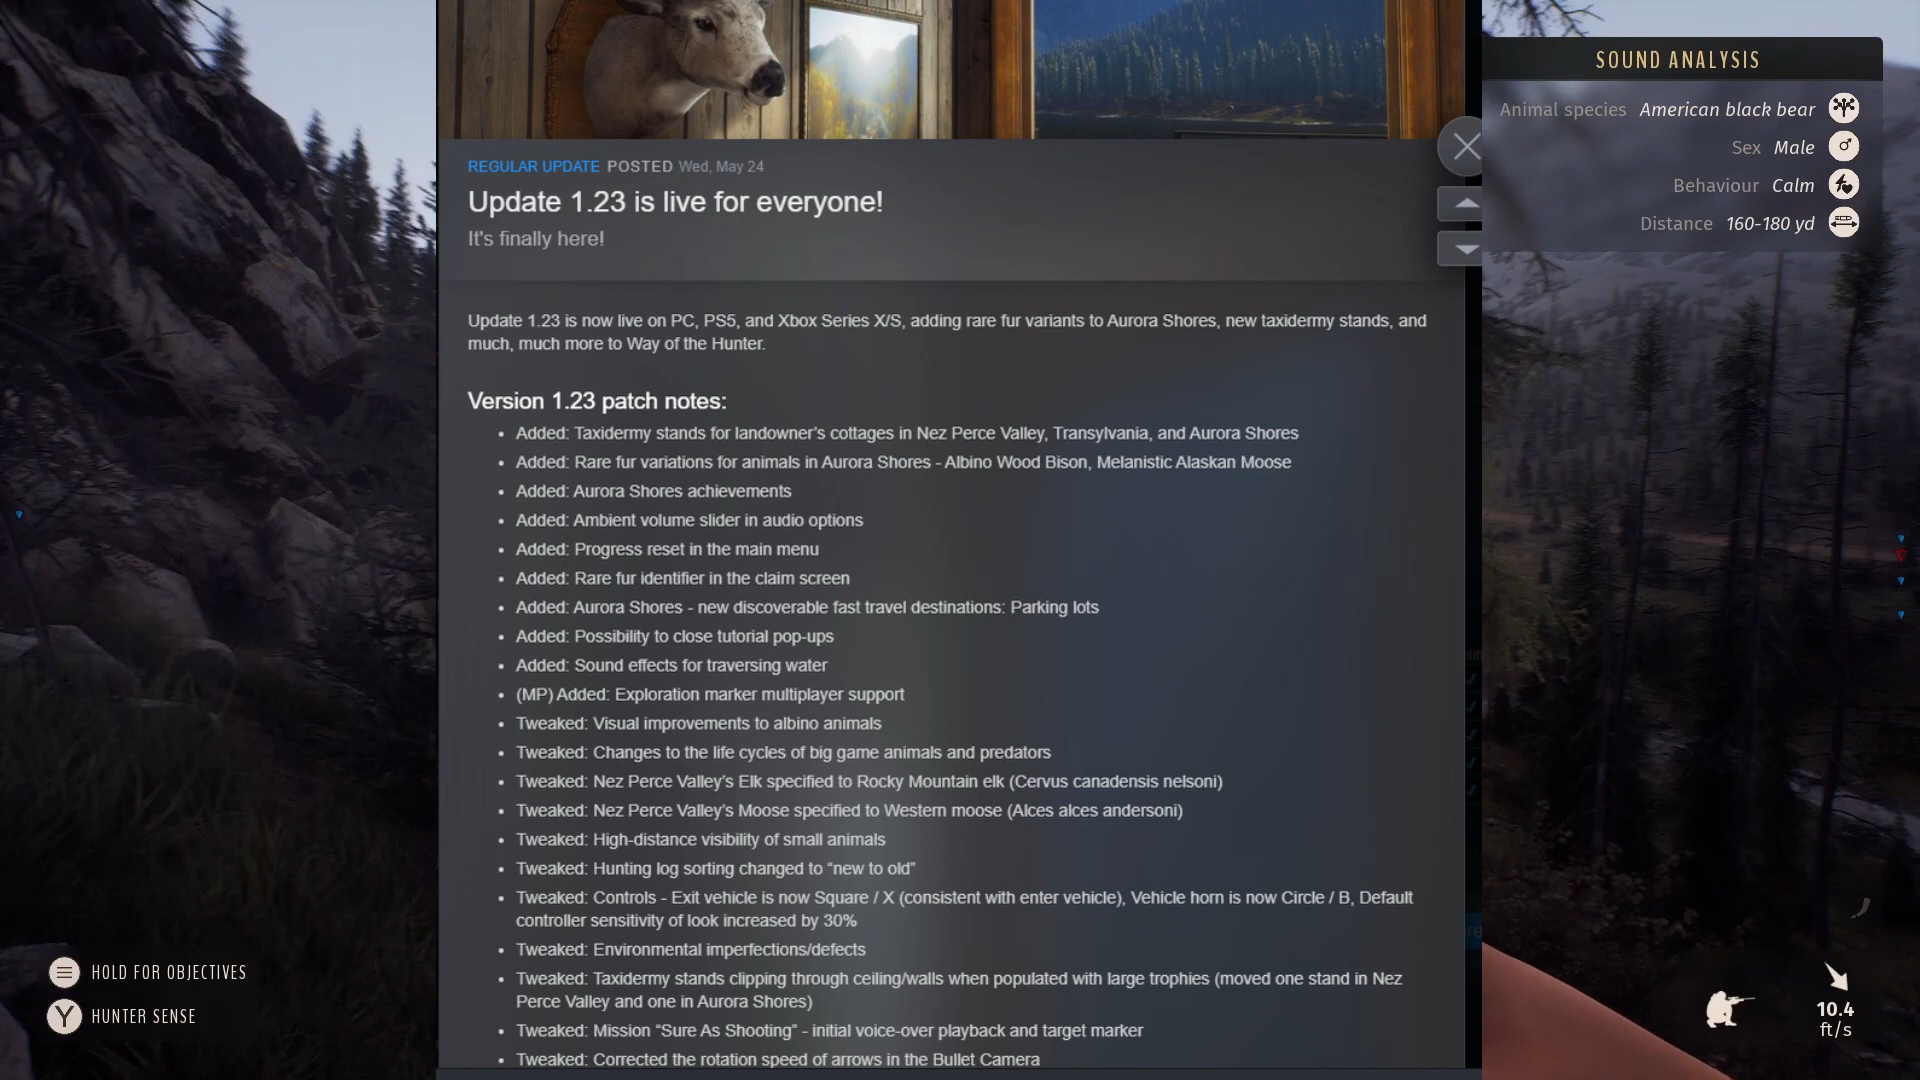 REGULAR UPDATE POSTED Wed, May 24
Update 1.23 is live for everyone!
It's finally here!
Update 1.23 is now live on PC, PS5, and Xbox Series X/S, adding rare fur variants to Aurora Shores, new taxidermy stands, and
much, much more to Way of the Hunter.
Version 1.23 patch notes:
• Added: Taxidermy stands for landowner’s cottages in Nez Perce Valley, Transylvania, and Aurora Shores
• Added: Rare fur variations for animals in Aurora Shores - Albino Wood Bison, Melanistic Alaskan Moose
• Added: Aurora Shores achievements
• Added: Ambient volume slider in audio options
• Added: Progress reset in the main menu
• Added: Rare fur identifier in the claim screen
• Added: Aurora Shores - new discoverable fast travel destinations: Parking lots
• Added: Possibility to close tutorial pop-ups
• Added: Sound effects for traversing water
• (MP) Added: Exploration marker multiplayer support
• Tweaked: Visual improvements to albino animals
• Tweaked: Changes to the life cycles of big game animals and predators
• Tweaked: Nez Perce Valley’s Elk specified to Rocky Mountain elk (Cervus canadensis nelsoni)
• Tweaked: Nez Perce Valley’s Moose specified to Western moose (Alces alces andersoni)
• Tweaked: High-distance visibility of small animals
• Tweaked: Hunting log sorting changed to “new to old”
• Tweaked: Controls - Exit vehicle is now Square / X (consistent with enter vehicle), Vehicle horn is now Circle / B, Default
controller sensitivity of look increased by 30%
• Tweaked: Environmental imperfections/defects
• Tweaked: Taxidermy stands clipping through ceiling/walls when populated with large trophies (moved one stand in Nez
Perce Valley and one in Aurora Shores)
• Tweaked: Mission “Sure As Shooting” - initial voice-over playback and target marker
• Tweaked: Corrected the rotation speed of arrows in the Bullet Camera
SOUND ANALYSIS
Animal species American black bear
Sex Male
Behaviour Calm
Distance 160-180 yd
HOLD FOR OBJECTIVES
Y HUNTER SENSE
10.4
ft/s